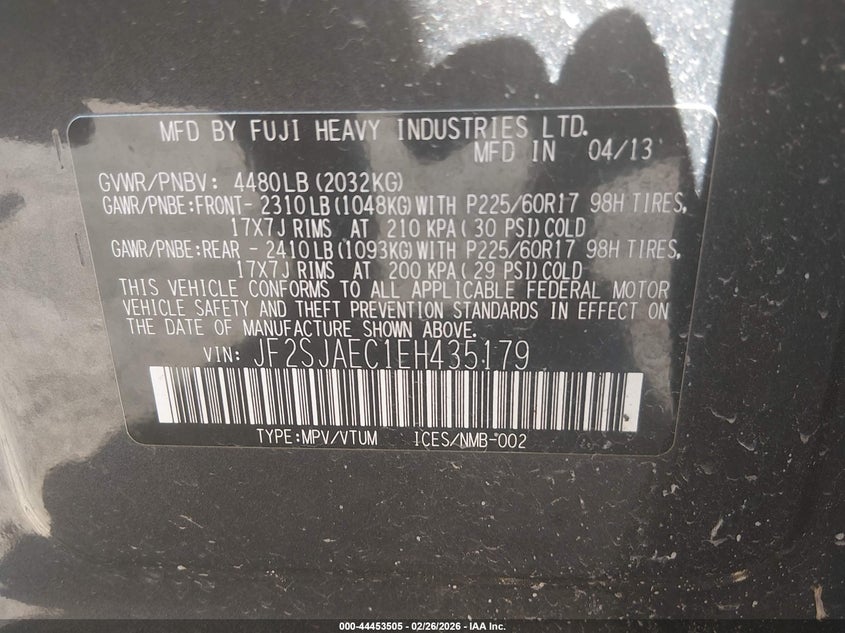 MFD BY FUJI HEAVY INDUSTRIES LTD.
MFD IN 04/13
GVWR/PNBV: 4480LB(2032KG)
GAWR/PNBE:FRONT- 2310LB(1048KG)WITH P225/60R17 98H TIRES,
17X7J RIMS AT 210 KPA( 30 PSI)COLD
GAWR/PNBE:REAR - 2410LB(1093KG)WITH P225/60R17 98H TIRES,
17X7J RIMS AT 200 KPA( 29 PSI)COLD
THIS VEHICLE CONFORMS TO ALL APPLICABLE FEDERAL MOTOR
VEHICLE SAFETY AND THEFT PREVENTION STANDARDS IN EFFECT ON
THE DATE OF MANUFACTURE SHOWN ABOVE.
VIN: JF2SJAEC1EH435179
TYPE:MPV/VTUM ICES/NMB-002
000-44453505 - 02/26/2026 - IAA Inc.